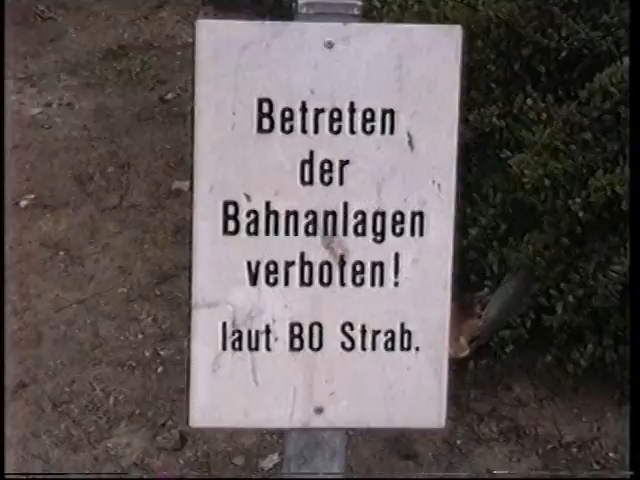 Betreten
der
Bahnanlagen
verboten!
laut BO Strab.